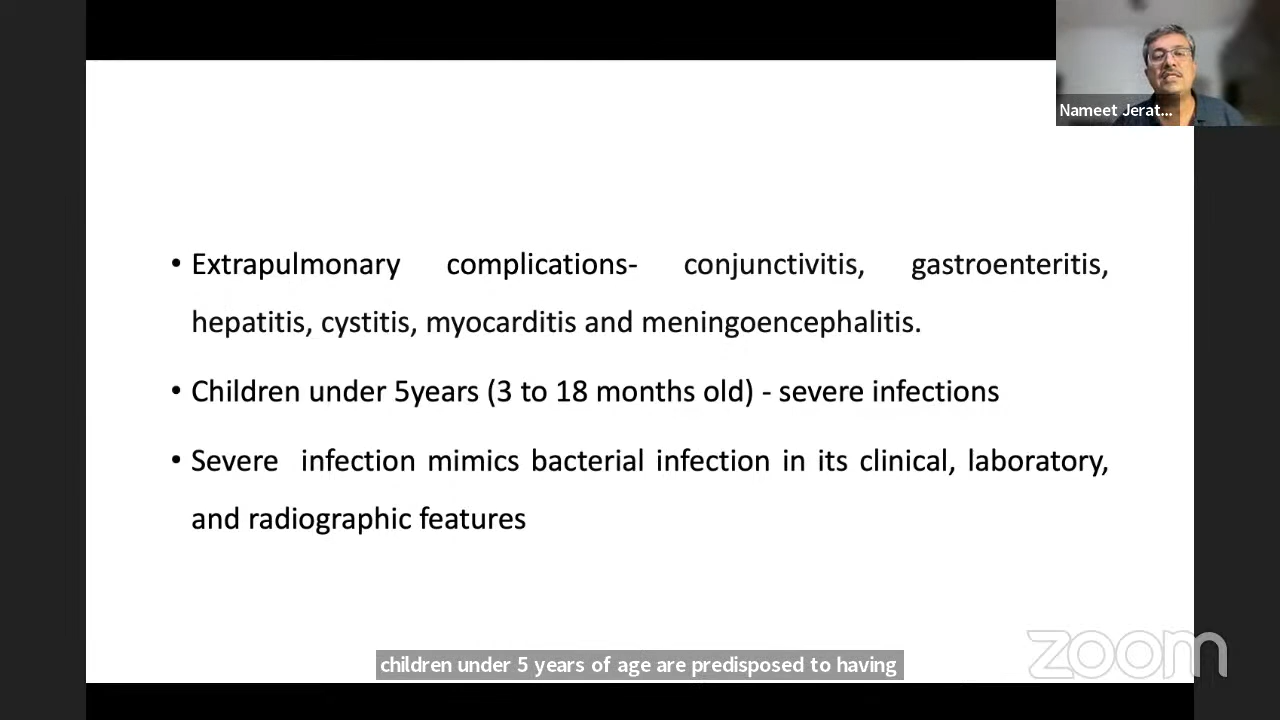 Nameet Jerat...
• Extrapulmonary complications- conjunctivitis, gastroenteritis,
hepatitis, cystitis, myocarditis and meningoencephalitis.
• Children under 5years (3 to 18 months old) - severe infections
• Severe infection mimics bacterial infection in its clinical, laboratory,
and radiographic features
children under 5 years of age are predisposed to having
zoom